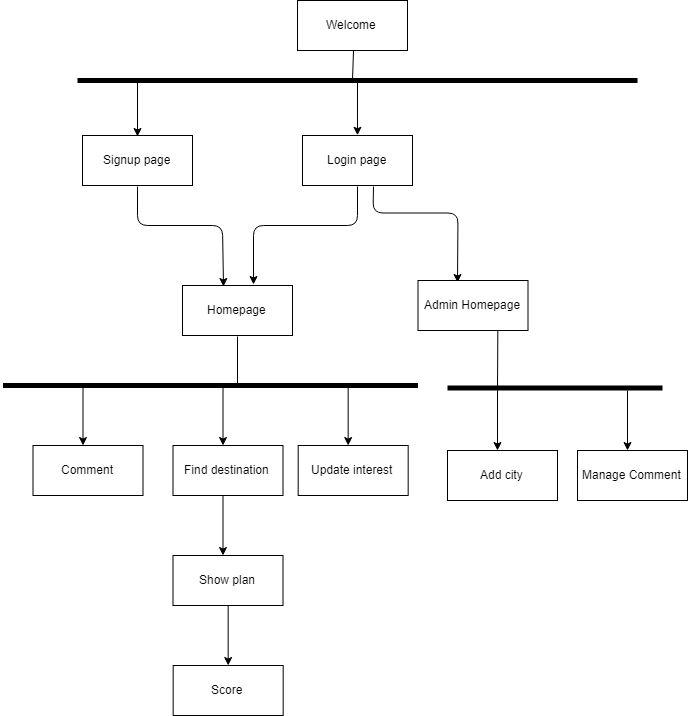 Welcome
Signup page
Login page
Homepage
Admin Homepage
Comment
Find destination
Update interest
Add city
Manage Comment
Show plan
Score